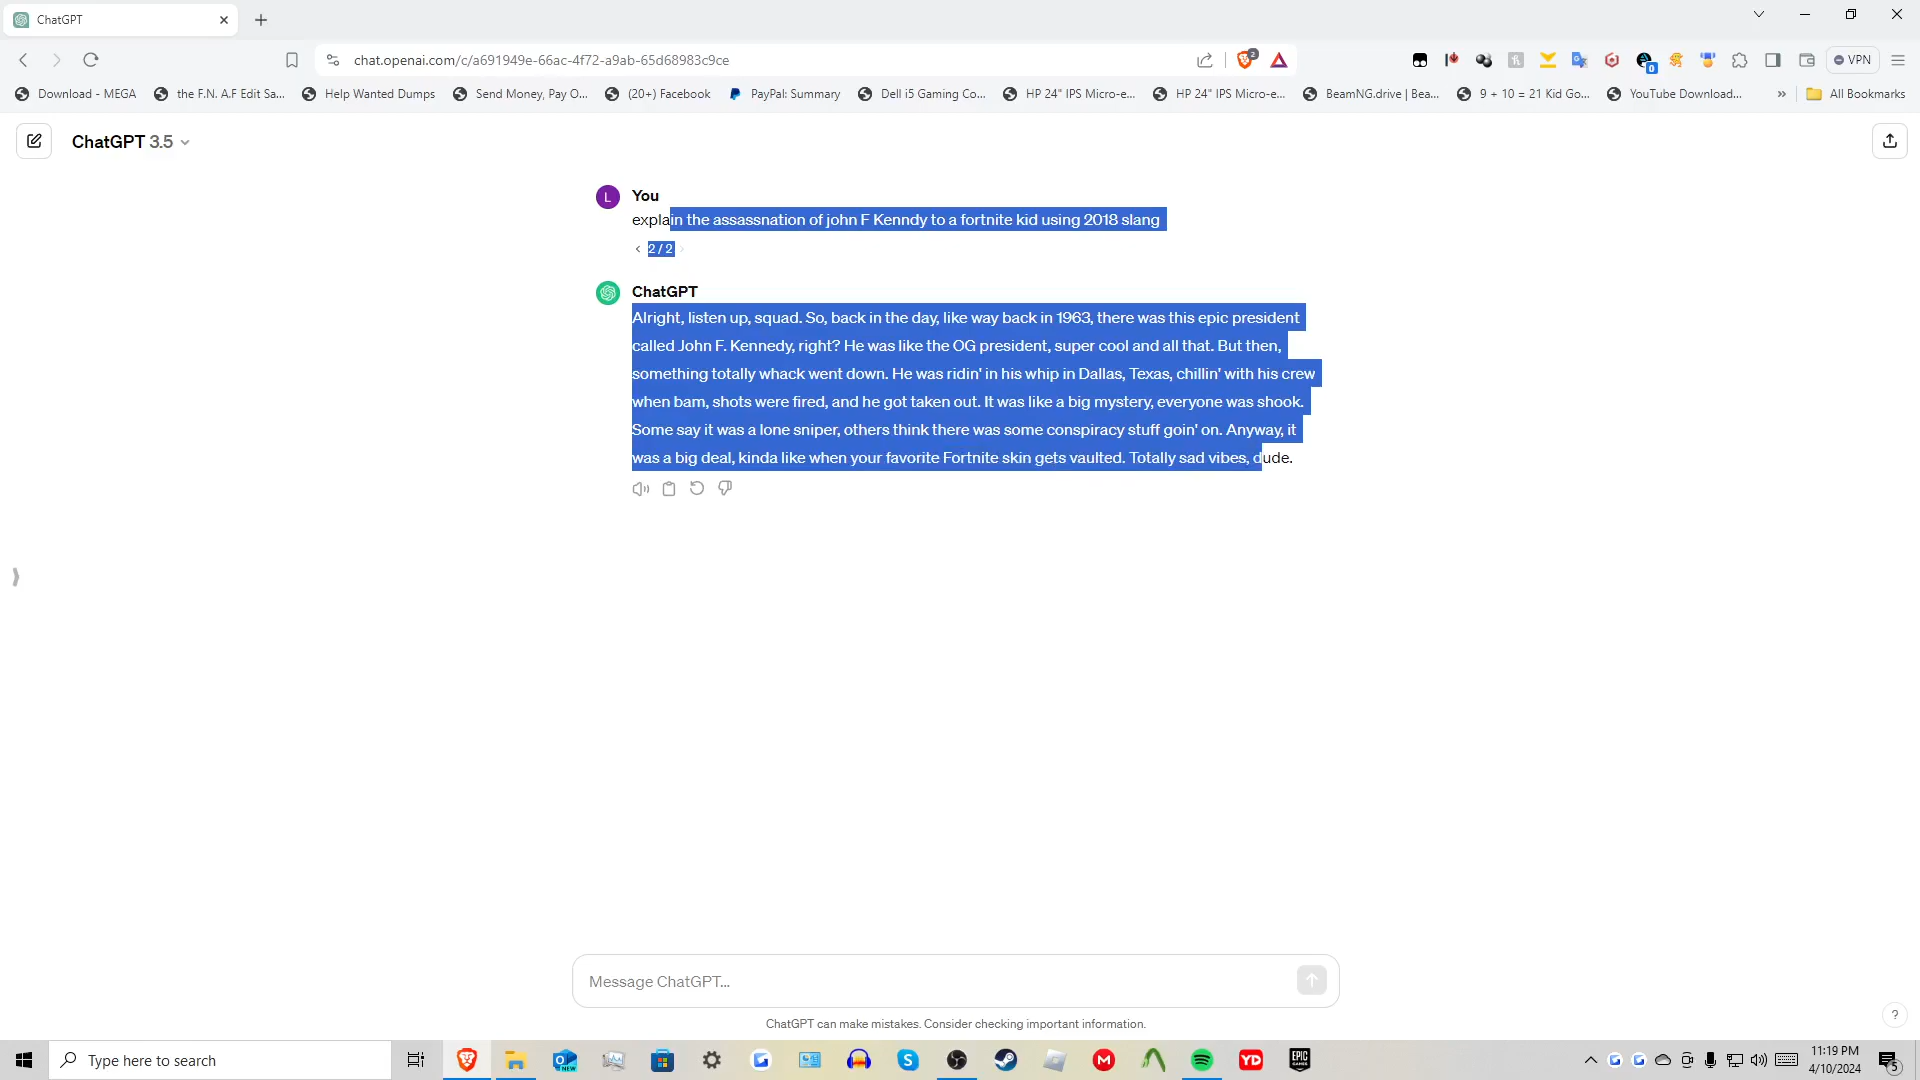 ChatGPT
chat.openai.com/c/a691949e-66ac-4f72-a9ab-65d68983c9ce
2
0
VPN
Download - MEGA
the F.N. A.F Edit Sa...
Help Wanted Dumps
Send Money, Pay O...
(20+) Facebook
PayPal: Summary
Dell i5 Gaming Co...
HP 24" IPS Micro-e...
HP 24" IPS Micro-e...
BeamNG.drive | Bea...
9 + 10 = 21 Kid Go...
YouTube Download...
All Bookmarks
ChatGPT 3.5
L
You
explain the assassnation of john F Kenndy to a fortnite kid using 2018 slang
2 / 2
ChatGPT
Alright, listen up, squad. So, back in the day, like way back in 1963, there was this epic president
called John F. Kennedy, right? He was like the OG president, super cool and all that. But then,
something totally whack went down. He was ridin' in his whip in Dallas, Texas, chillin' with his crew
when bam, shots were fired, and he got taken out. It was like a big mystery, everyone was shook.
Some say it was a lone sniper, others think there was some conspiracy stuff goin' on. Anyway, it
was a big deal, kinda like when your favorite Fortnite skin gets vaulted. Totally sad vibes, dude.
Message ChatGPT...
ChatGPT can make mistakes. Consider checking important information.
?
Type here to search
NEW
S
M
YD
EPIC
GAMES
11:19 PM
4/10/2024
5